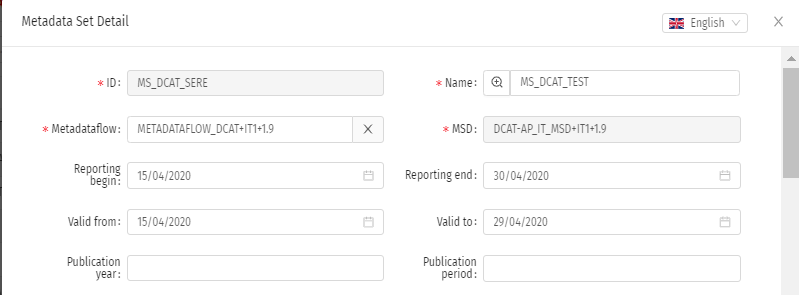 Metadata Set Detail
English
* ID: MS_DCAT_SERE
* Name: MS_DCAT_TEST
* Metadataflow: METADATAFLOW_DCAT+IT1+1.9
* MSD: DCAT-AP_IT_MSD+IT1+1.9
Reporting
begin: 15/04/2020
Reporting end: 30/04/2020
Valid from: 15/04/2020
Valid to: 29/04/2020
Publication
year:
Publication
period: